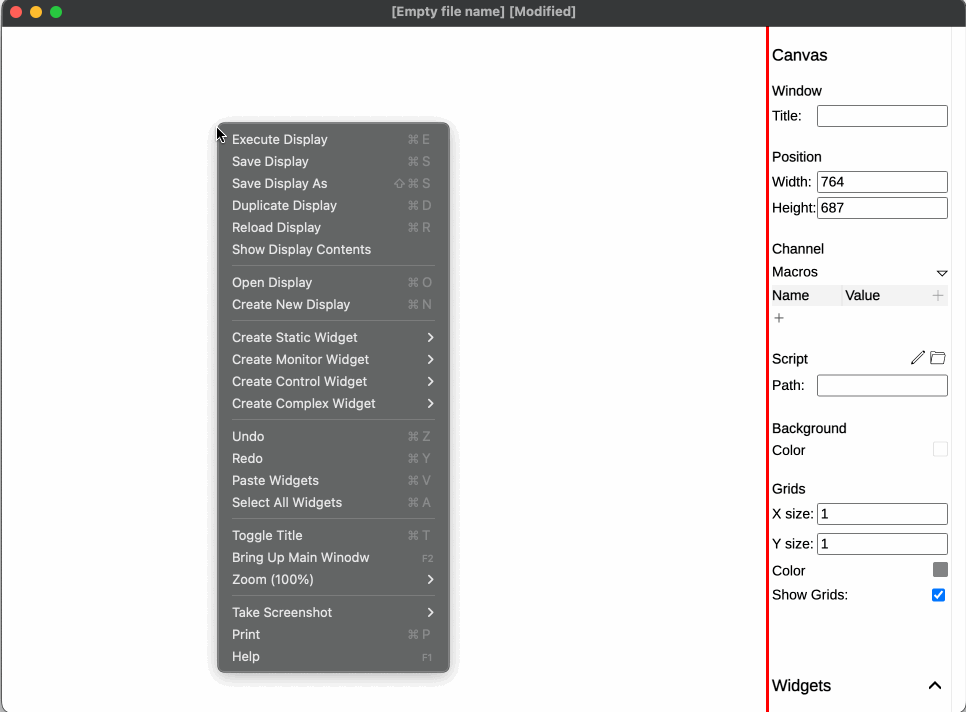 [Empty file name] [Modified]
Execute Display ⌘ E
Save Display ⌘ S
Save Display As ⇧ ⌘ S
Duplicate Display ⌘ D
Reload Display ⌘ R
Show Display Contents
Open Display ⌘ O
Create New Display ⌘ N
Create Static Widget
Create Monitor Widget
Create Control Widget
Create Complex Widget
Undo ⌘ Z
Redo ⌘ Y
Paste Widgets ⌘ V
Select All Widgets ⌘ A
Toggle Title ⌘ T
Bring Up Main Winodw F2
Zoom (100%)
Take Screenshot
Print ⌘ P
Help F1
Canvas
Window
Title:
Position
Width: 764
Height: 687
Channel
Macros
Name Value +
+
Script
Path:
Background
Color
Grids
X size: 1
Y size: 1
Color
Show Grids:
Widgets